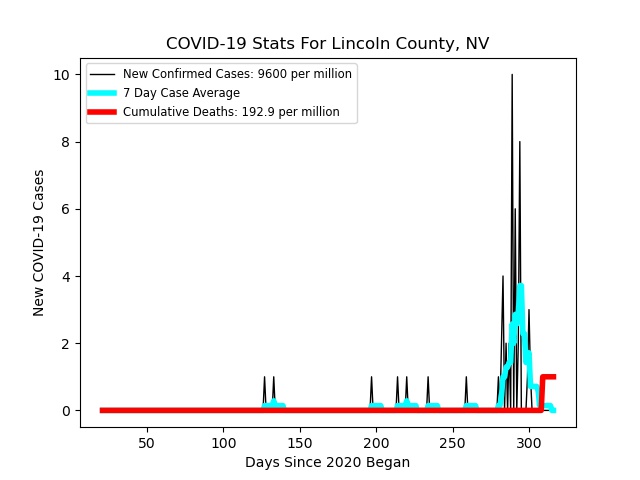 COVID-19 Stats For Lincoln County, NV
New Confirmed Cases: 9600 per million
7 Day Case Average
Cumulative Deaths: 192.9 per million
New COVID-19 Cases
10
8
6
4
2
0
50 100 150 200 250 300
Days Since 2020 Began